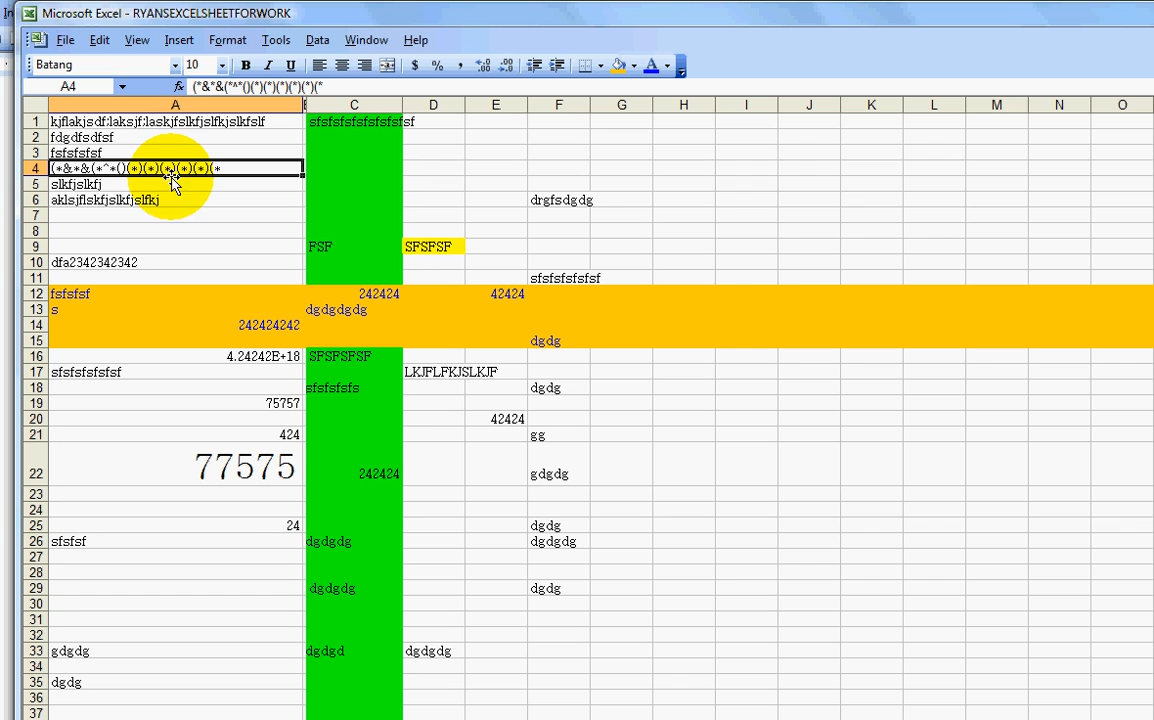 Microsoft Excel - RYANSEXCELSHEETFORWORK
File Edit View Insert Format Tools Data Window Help
Batang 10 B I U $ % ,
A4 fx (*&*&(*^*()(*)(*)(*)(*)(*)(*
A C D E F G H I J K L M N O
1 kjflakjsdf;laksjf;laskjfslkfjslfkjslkfslf sfsfsfsfsfsfsfsfsf
2 fdgdfsdfsf
3 fsfsfsfsf
4 (*&*&(*^*()(*)(*)(*)(*)(*)(*
5 slkfjslkfj
6 aklsjflskfjslkfjslfkj drgfsdgdg
7
8
9 FSF SFSFSF
10 dfa2342342342
11 sfsfsfsfsfsf
12 fsfsfsf 242424 42424
13 s dgdgdgdg
14 242424242
15 dgdg
16 4.24242E+18 SFSFSFSF
17 sfsfsfsfsfsf LKJFLFKJSLKJF
18 sfsfsfsfs dgdg
19 75757
20 42424
21 424 gg
22 77575 242424 gdgdg
23
24
25 24 dgdg
26 sfsfsf dgdgdg dgdgdg
27
28
29 dgdgdg dgdg
30
31
32
33 gdgdg dgdgd dgdgdg
34
35 dgdg
36
37